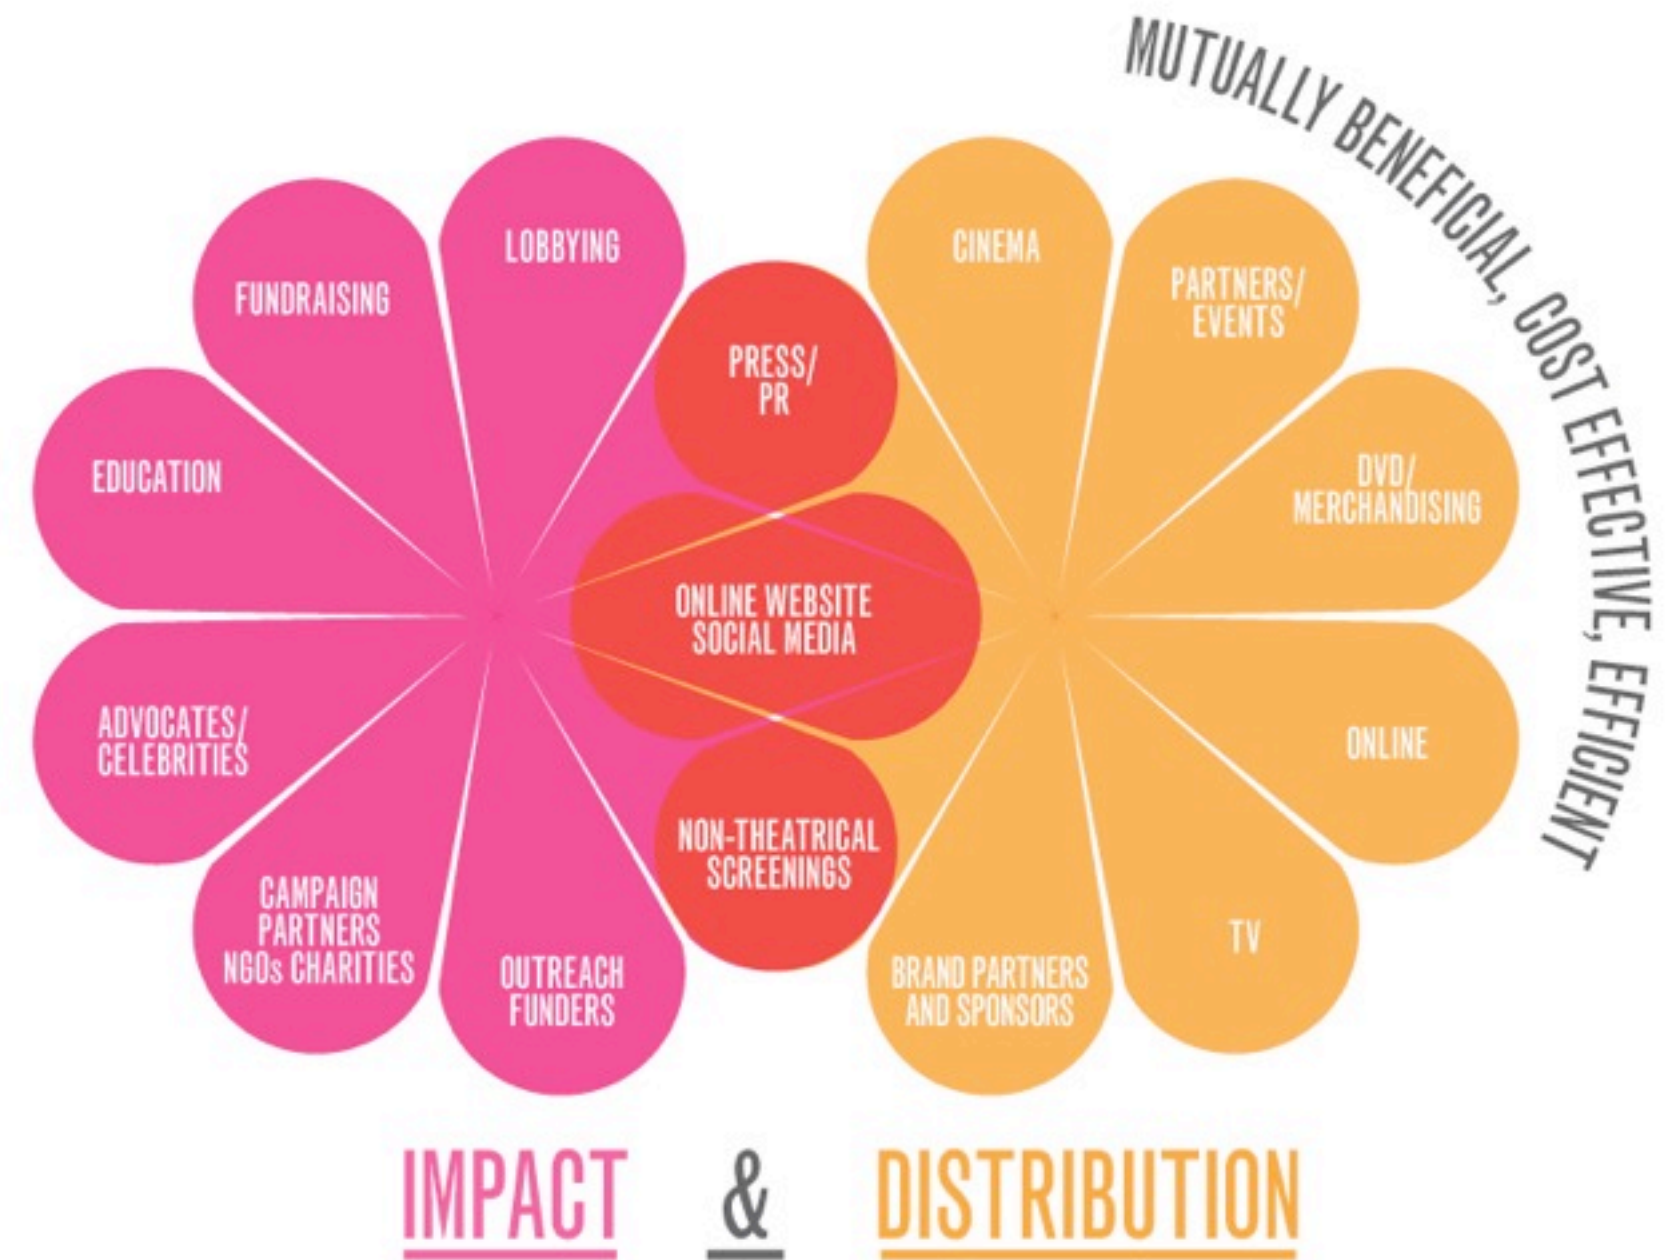 MUTUALLY BENEFICIAL, COST EFFECTIVE, EFFICIENT
LOBBYING
FUNDRAISING
EDUCATION
ADVOCATES/
CELEBRITIES
CAMPAIGN
PARTNERS
NGOs CHARITIES
OUTREACH
FUNDERS
PRESS/
PR
ONLINE WEBSITE
SOCIAL MEDIA
NON-THEATRICAL
SCREENINGS
CINEMA
PARTNERS/
EVENTS
DVD/
MERCHANDISING
ONLINE
TV
BRAND PARTNERS
AND SPONSORS
IMPACT & DISTRIBUTION